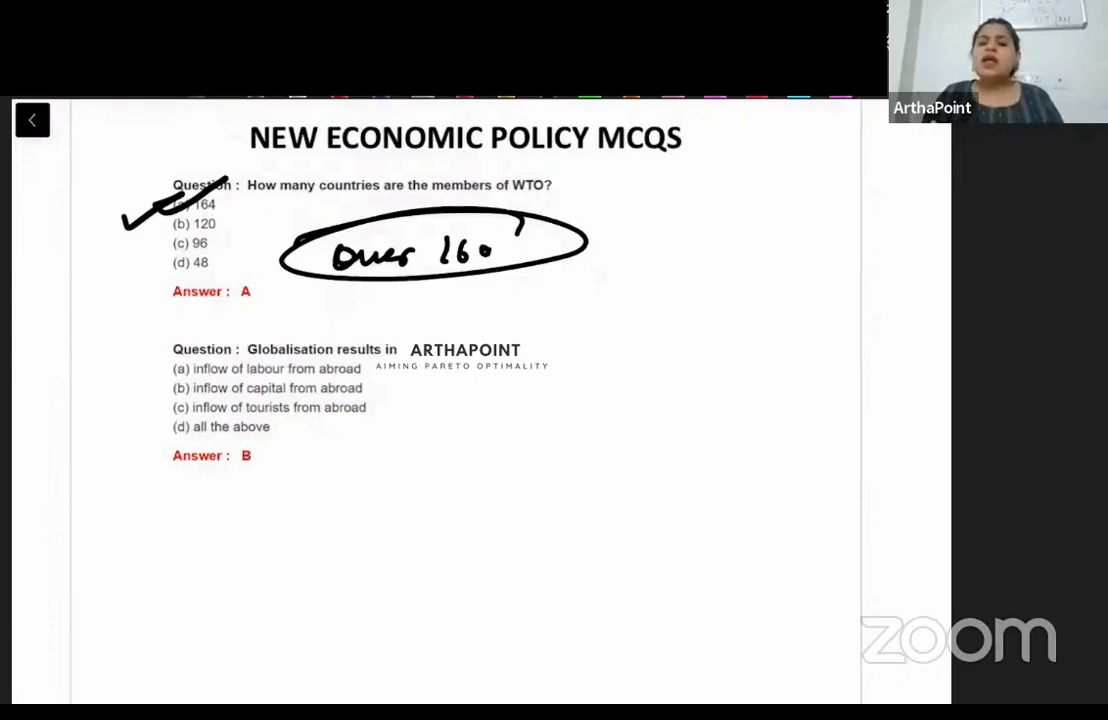 ArthaPoint
NEW ECONOMIC POLICY MCQS
Question : How many countries are the members of WTO?
(a) 164
(b) 120
(c) 96
(d) 48
over 160
Answer : A
Question : Globalisation results in
ARTHAPOINT
AIMING PARETO OPTIMALITY
(a) inflow of labour from abroad
(b) inflow of capital from abroad
(c) inflow of tourists from abroad
(d) all the above
Answer : B
zoom